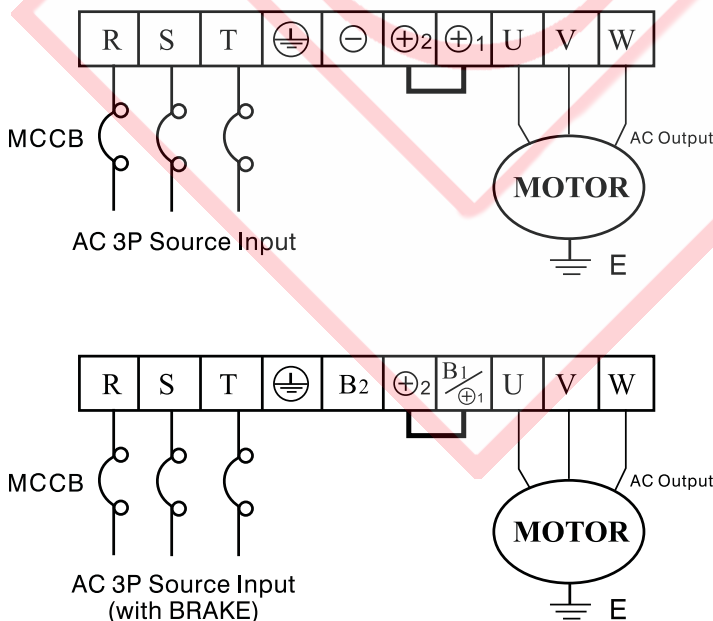 R S T ⏚ ⊖ ⊕2 ⊕1 U V W
MCCB
AC Output
MOTOR
AC 3P Source Input
E
R S T ⏚ B2 ⊕2 B1/⊕1 U V W
MCCB
AC Output
MOTOR
AC 3P Source Input
(with BRAKE)
E